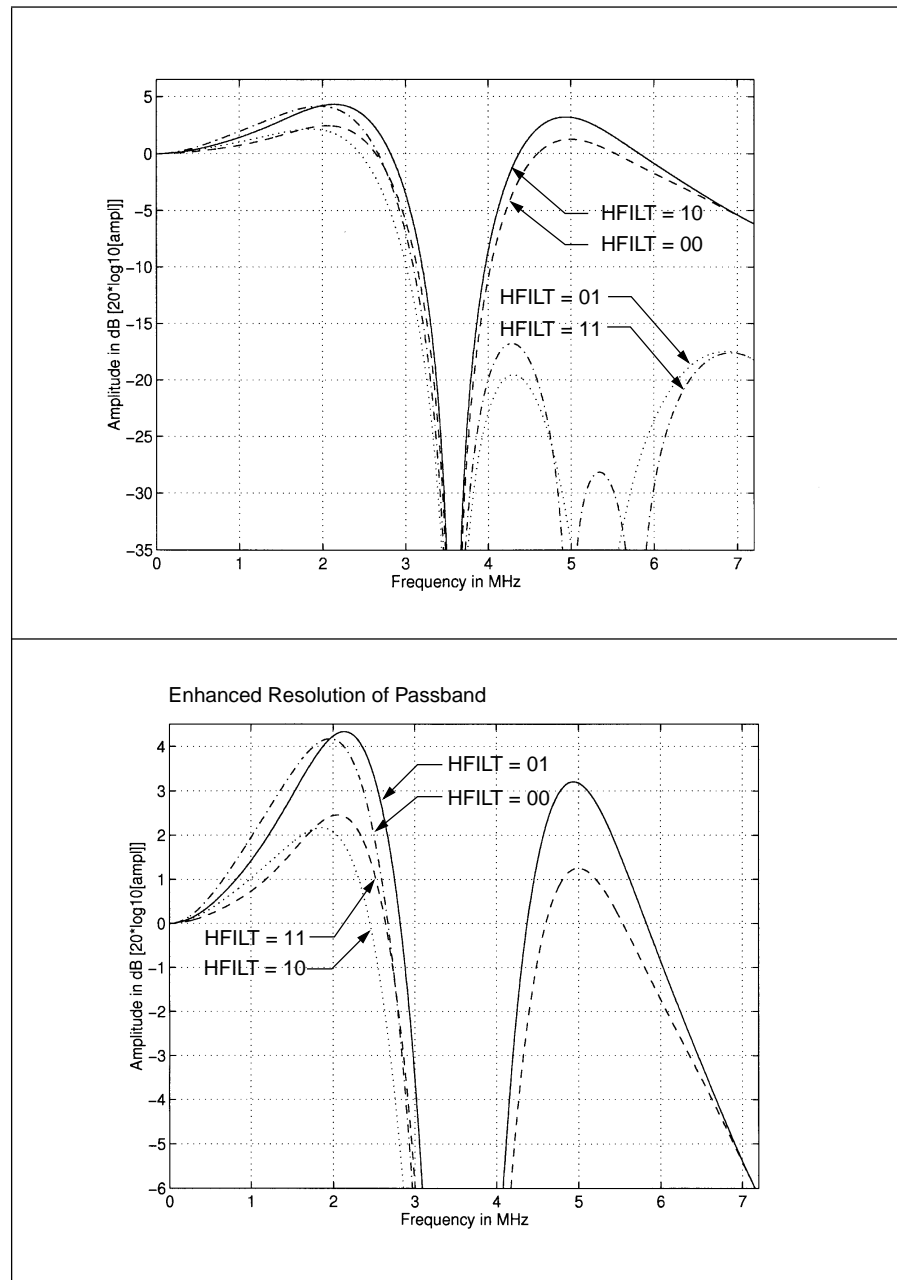 5
0
−5
−10
−15
−20
−25
−30
−35
Amplitude in dB [20*log10[ampl]]
HFILT = 10
HFILT = 00
HFILT = 01
HFILT = 11
0 1 2 3 4 5 6 7
Frequency in MHz
Enhanced Resolution of Passband
4
3
2
1
0
−1
−2
−3
−4
−5
−6
Amplitude in dB [20*log10[ampl]]
HFILT = 01
HFILT = 00
HFILT = 11
HFILT = 10
0 1 2 3 4 5 6 7
Frequency in MHz